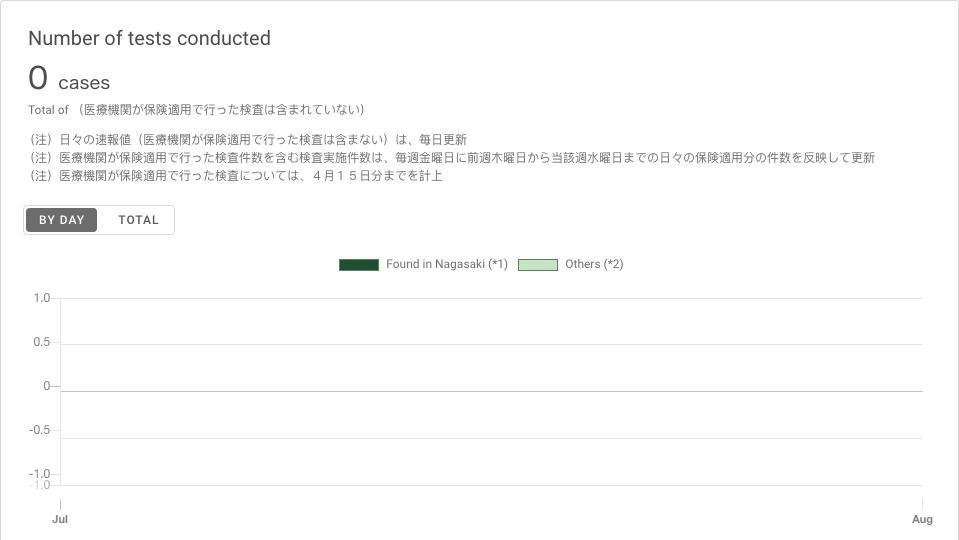 Number of tests conducted
0 cases
Total of （医療機関が保険適用で行った検査は含まれていない）
（注）日々の速報値（医療機関が保険適用で行った検査は含まない）は、毎日更新
（注）医療機関が保険適用で行った検査件数を含む検査実施件数は、毎週金曜日に前週木曜日から当該週水曜日までの日々の保険適用分の件数を反映して更新
（注）医療機関が保険適用で行った検査については、４月１５日分までを計上
BY DAY TOTAL
Found in Nagasaki (*1) Others (*2)
1.0
0.5
0
-0.5
-1.0
-1.0
Jul Aug